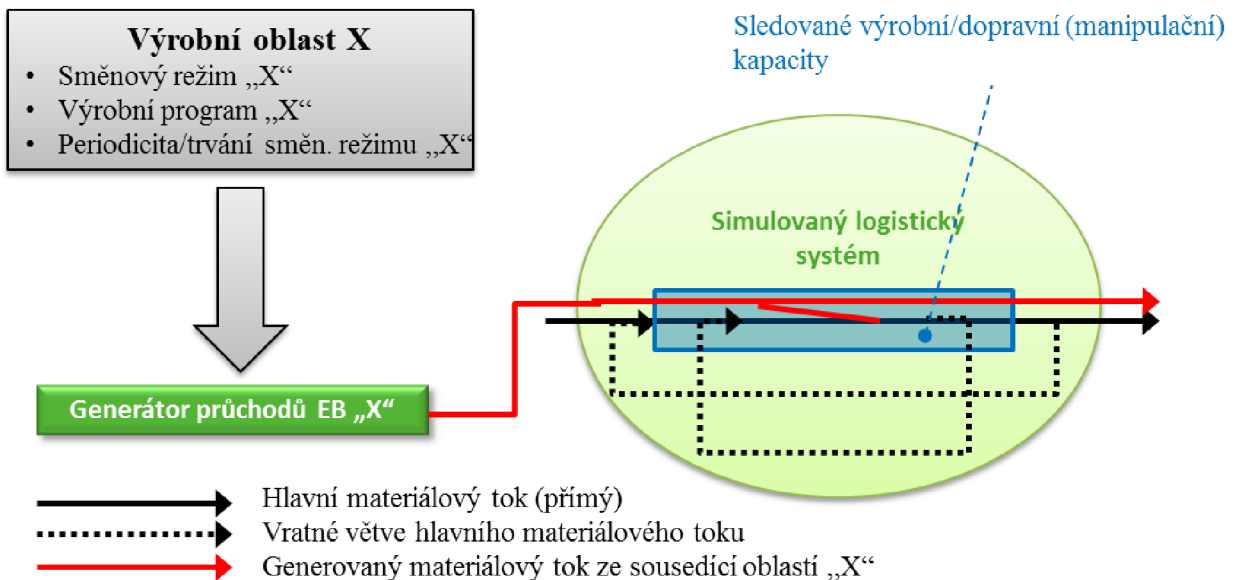 Výrobní oblast X
• Směnový režim „X“
• Výrobní program „X“
• Periodicita/trvání směn. režimu „X“
Sledované výrobní/dopravní (manipulační)
kapacity
Simulovaný logistický
systém
Generátor průchodů EB „X“
Hlavní materiálový tok (přímý)
Vratné větve hlavního materiálového toku
Generovaný materiálový tok ze sousedící oblastí „X“